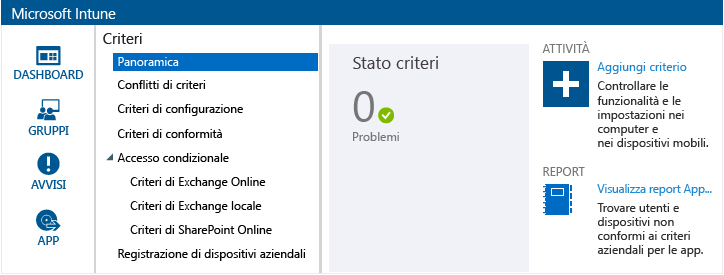 Microsoft Intune
DASHBOARD
GRUPPI
AVVISI
APP
Criteri
Panoramica
Conflitti di criteri
Criteri di configurazione
Criteri di conformità
Accesso condizionale
Criteri di Exchange Online
Criteri di Exchange locale
Criteri di SharePoint Online
Registrazione di dispositivi aziendali
Stato criteri
0
Problemi
ATTIVITÀ
Aggiungi criterio
Controllare le
funzionalità e le
impostazioni nei
computer e
nei dispositivi mobili.
REPORT
Visualizza report App...
Trovare utenti e
dispositivi non
conformi ai criteri
aziendali per le app.